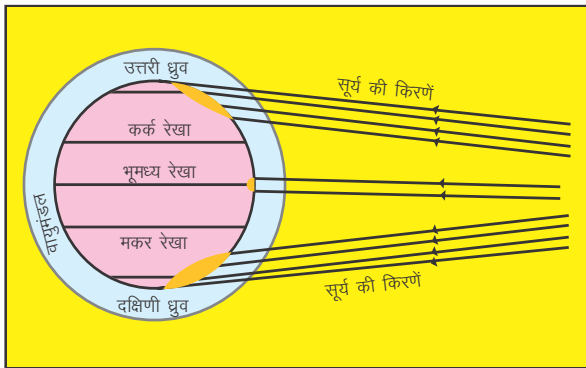 उत्तरी ध्रुव
सूर्य की किरणें
कर्क रेखा
भूमध्य रेखा
वायुमंडल
मकर रेखा
सूर्य की किरणें
दक्षिणी ध्रुव